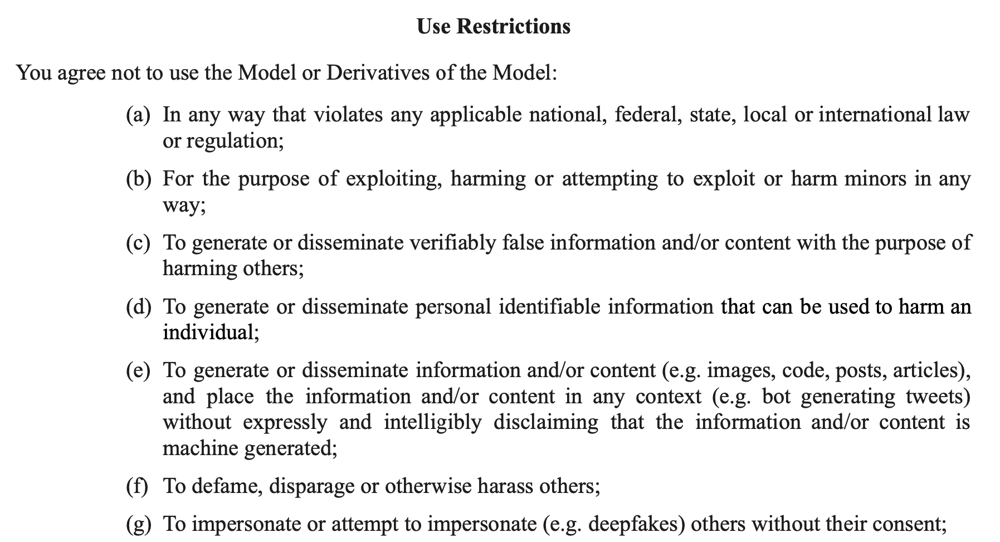 Use Restrictions
You agree not to use the Model or Derivatives of the Model:
(a) In any way that violates any applicable national, federal, state, local or international law
or regulation;
(b) For the purpose of exploiting, harming or attempting to exploit or harm minors in any
way;
(c) To generate or disseminate verifiably false information and/or content with the purpose of
harming others;
(d) To generate or disseminate personal identifiable information that can be used to harm an
individual;
(e) To generate or disseminate information and/or content (e.g. images, code, posts, articles),
and place the information and/or content in any context (e.g. bot generating tweets)
without expressly and intelligibly disclaiming that the information and/or content is
machine generated;
(f) To defame, disparage or otherwise harass others;
(g) To impersonate or attempt to impersonate (e.g. deepfakes) others without their consent;